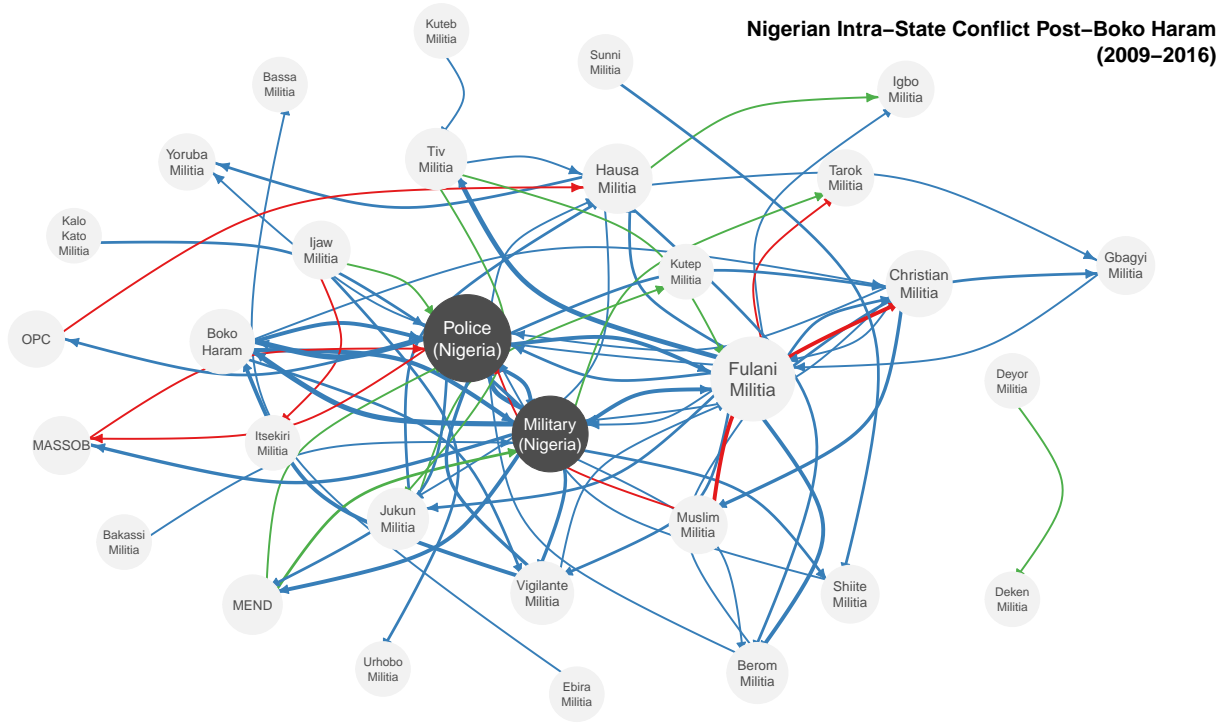 Nigerian Intra−State Conflict Post−Boko Haram
(2009−2016)
Kuteb
Militia
Sunni
Militia
Bassa
Militia
Igbo
Militia
Yoruba
Militia
Tiv
Militia
Hausa
Militia
Tarok
Militia
Kalo
Kato
Militia
Ijaw
Militia
Kutep
Militia
Christian
Militia
Gbagyi
Militia
OPC
Boko
Haram
Police
(Nigeria)
Fulani
Militia
Deyor
Militia
MASSOB
Itsekiri
Militia
Military
(Nigeria)
Bakassi
Militia
Jukun
Militia
Muslim
Militia
MEND
Vigilante
Militia
Shiite
Militia
Deken
Militia
Urhobo
Militia
Ebira
Militia
Berom
Militia